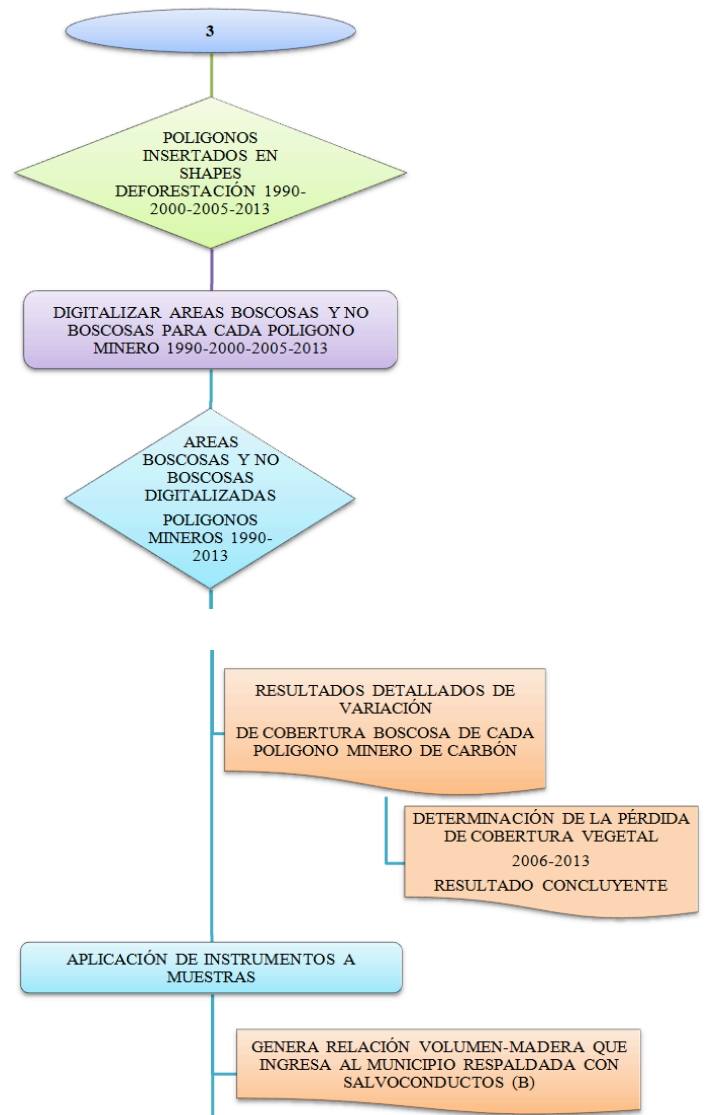 3
POLIGONOS
INSERTADOS EN
SHAPES
DEFORESTACIÓN 1990-
2000-2005-2013
DIGITALIZAR AREAS BOSCOSAS Y NO
BOSCOSAS PARA CADA POLIGONO
MINERO 1990-2000-2005-2013
AREAS
BOSCOSAS Y NO
BOSCOSAS
DIGITALIZADAS
POLIGONOS
MINEROS 1990-
2013
RESULTADOS DETALLADOS DE
VARIACIÓN
DE COBERTURA BOSCOSA DE CADA
POLIGONO MINERO DE CARBÓN
DETERMINACIÓN DE LA PÉRDIDA
DE COBERTURA VEGETAL
2006-2013
RESULTADO CONCLUYENTE
APLICACIÓN DE INSTRUMENTOS A
MUESTRAS
GENERA RELACIÓN VOLUMEN-MADERA QUE
INGRESA AL MUNICIPIO RESPALDADA CON
SALVOCONDUCTOS (B)